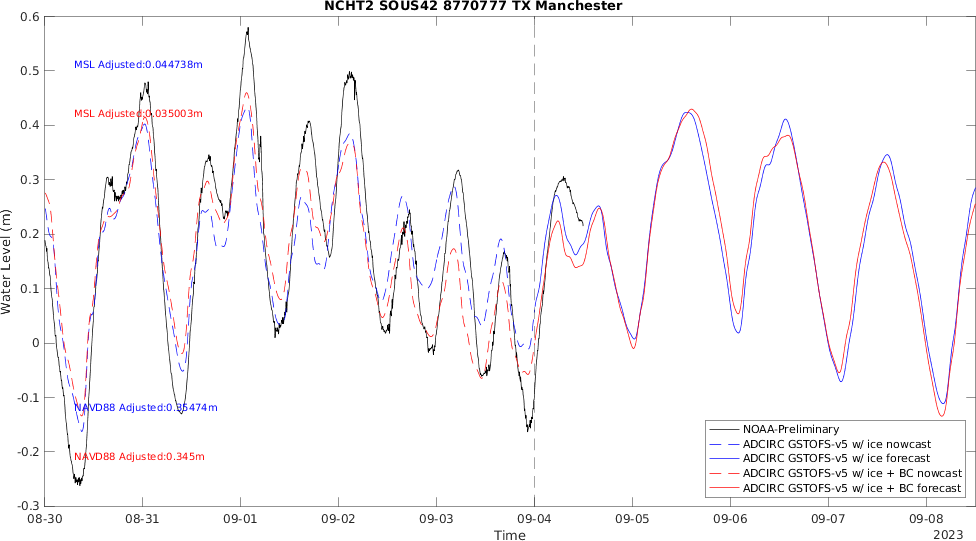 NCHT2 SOUS42 8770777 TX Manchester
Water Level (m)
0.6
0.5
0.4
0.3
0.2
0.1
0
-0.1
-0.2
-0.3
MSL Adjusted:0.044738m
MSL Adjusted:0.035003m
NAVD88 Adjusted:0.35474m
NAVD88 Adjusted:0.345m
NOAA-Preliminary
ADCIRC GSTOFS-v5 w/ ice nowcast
ADCIRC GSTOFS-v5 w/ ice forecast
ADCIRC GSTOFS-v5 w/ ice + BC nowcast
ADCIRC GSTOFS-v5 w/ ice + BC forecast
08-30 08-31 09-01 09-02 09-03 09-04 09-05 09-06 09-07 09-08
Time
2023